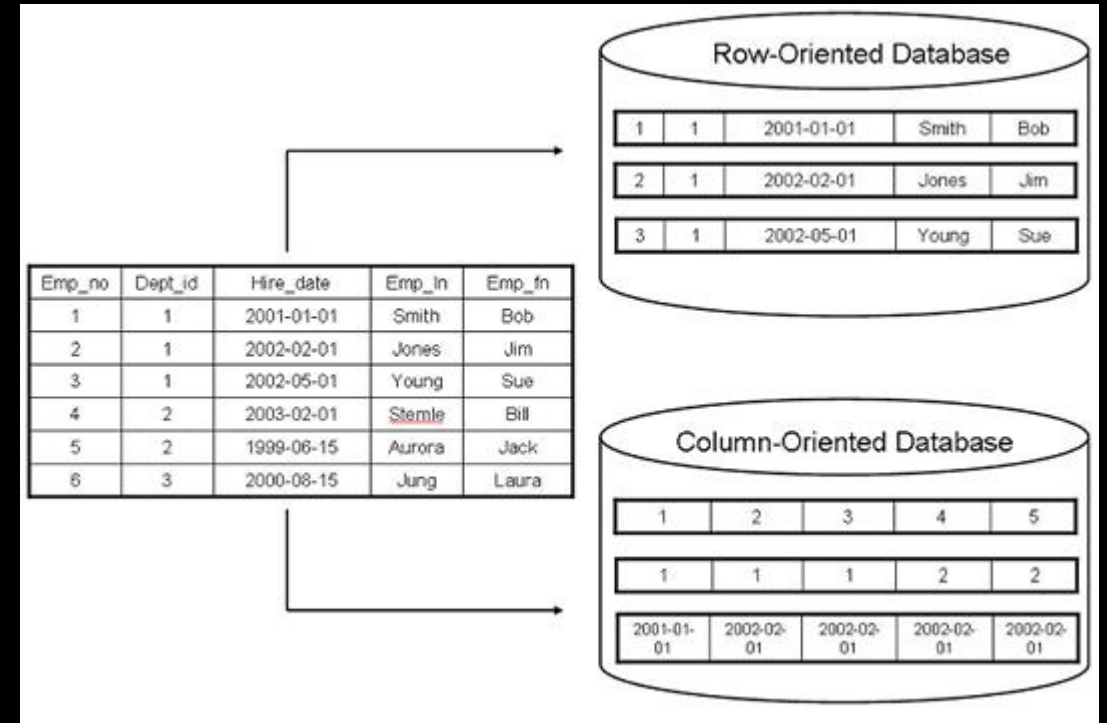 Row-Oriented Database
1 1 2001-01-01 Smith Bob
2 1 2002-02-01 Jones Jim
3 1 2002-05-01 Young Sue
Emp_no Dept_id Hire_date Emp_ln Emp_fn
1 1 2001-01-01 Smith Bob
2 1 2002-02-01 Jones Jim
3 1 2002-05-01 Young Sue
4 2 2003-02-01 Stemle Bill
5 2 1999-06-15 Aurora Jack
6 3 2000-08-15 Jung Laura
Column-Oriented Database
1 2 3 4 5
1 1 1 2 2
2001-01- 2002-02- 2002-02- 2002-02- 2002-02-
01 01 01 01 01